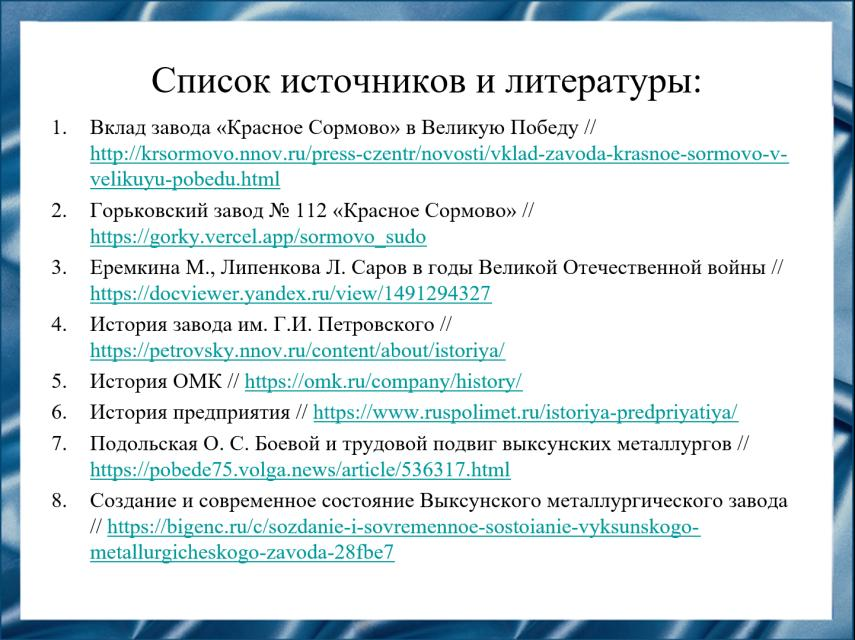 Список источников и литературы:
1. Вклад завода «Красное Сормово» в Великую Победу //
http://krsormovo.nnov.ru/press-czentr/novosti/vklad-zavoda-krasnoe-sormovo-v-
velikuyu-pobedu.html
2. Горьковский завод № 112 «Красное Сормово» //
https://gorky.vercel.app/sormovo_sudo
3. Еремкина М., Липенкова Л. Саров в годы Великой Отечественной войны //
https://docviewer.yandex.ru/view/1491294327
4. История завода им. Г.И. Петровского //
https://petrovsky.nnov.ru/content/about/istoriya/
5. История ОМК // https://omk.ru/company/history/
6. История предприятия // https://www.ruspolimet.ru/istoriya-predpriyatiya/
7. Подольская О. С. Боевой и трудовой подвиг выксунских металлургов //
https://pobede75.volga.news/article/536317.html
8. Создание и современное состояние Выксунского металлургического завода
// https://bigenc.ru/c/sozdanie-i-sovremennoe-sostoianie-vyksunskogo-
metallurgicheskogo-zavoda-28fbe7